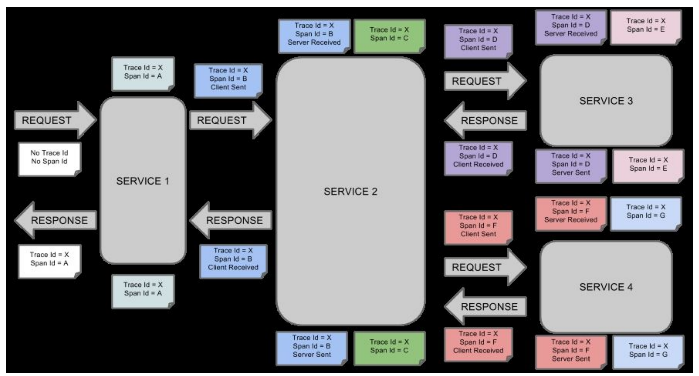 Trace Id = X
Span Id = A
REQUEST
No Trace Id
No Span Id
SERVICE 1
RESPONSE
Trace Id = X
Span Id = A
Trace Id = X
Span Id = A
Trace Id = X
Span Id = B
Client Sent
REQUEST
RESPONSE
Trace Id = X
Span Id = B
Client Received
Trace Id = X
Span Id = B
Server Received
Trace Id = X
Span Id = C
SERVICE 2
Trace Id = X
Span Id = B
Server Sent
Trace Id = X
Span Id = C
Trace Id = X
Span Id = D
Client Sent
REQUEST
RESPONSE
Trace Id = X
Span Id = D
Client Received
Trace Id = X
Span Id = D
Server Received
Trace Id = X
Span Id = E
SERVICE 3
Trace Id = X
Span Id = D
Server Sent
Trace Id = X
Span Id = E
Trace Id = X
Span Id = F
Client Sent
REQUEST
RESPONSE
Trace Id = X
Span Id = F
Client Received
Trace Id = X
Span Id = F
Server Received
Trace Id = X
Span Id = G
SERVICE 4
Trace Id = X
Span Id = F
Server Sent
Trace Id = X
Span Id = G